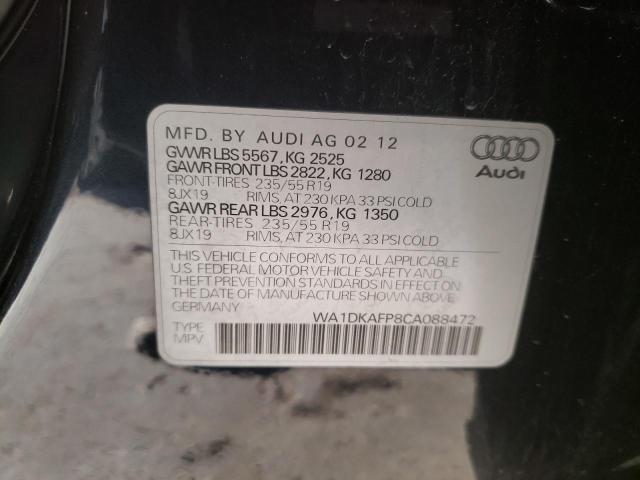 MFD. BY AUDI AG 02 12
GVWR LBS 5567, KG 2525
GAWR FRONT LBS 2822, KG 1280
FRONT-TIRES 235/55 R19
8JX19 RIMS, AT 230 KPA 33 PSI COLD
GAWR REAR LBS 2976, KG 1350
REAR-TIRES 235/55 R19
8JX19 RIMS, AT 230 KPA 33 PSI COLD
THIS VEHICLE CONFORMS TO ALL APPLICABLE
U.S. FEDERAL MOTOR VEHICLE SAFETY AND
THEFT PREVENTION STANDARDS IN EFFECT ON
THE DATE OF MANUFACTURE SHOWN ABOVE.
GERMANY
WA1DKAFP8CA088472
TYPE:
MPV
Audi